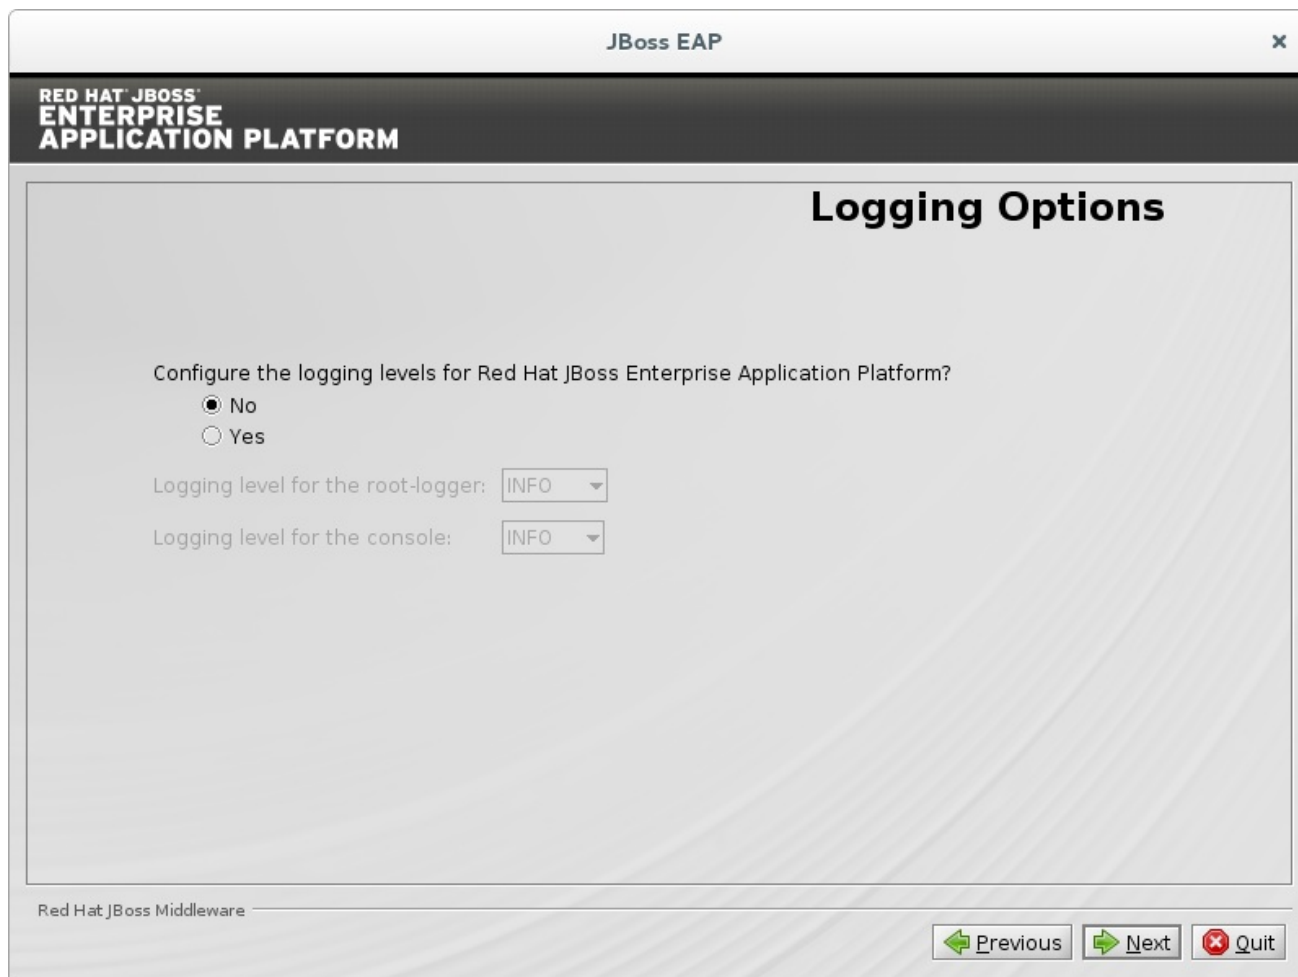 JBoss EAP
RED HAT JBOSS
ENTERPRISE
APPLICATION PLATFORM
Logging Options
Configure the logging levels for Red Hat JBoss Enterprise Application Platform?
No
Yes
Logging level for the root-logger: INFO
Logging level for the console: INFO
Red Hat JBoss Middleware
Previous Next Quit